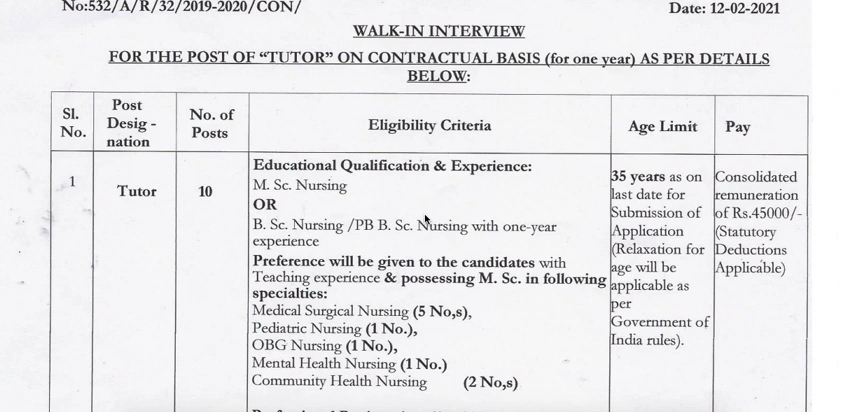 No:532/A/R/32/2019-2020/CON/ Date: 12-02-2021
WALK-IN INTERVIEW
FOR THE POST OF “TUTOR” ON CONTRACTUAL BASIS (for one year) AS PER DETAILS
BELOW:
Sl. No.
Post Desig - nation
No. of Posts
Eligibility Criteria
Age Limit
Pay
1
Tutor
10
Educational Qualification & Experience:
M. Sc. Nursing
OR
B. Sc. Nursing /PB B. Sc. Nursing with one-year
experience
Preference will be given to the candidates with
Teaching experience & possessing M. Sc. in following
specialties:
Medical Surgical Nursing (5 No,s),
Pediatric Nursing (1 No.),
OBG Nursing (1 No.),
Mental Health Nursing (1 No.)
Community Health Nursing (2 No,s)
35 years as on
last date for
Submission of
Application
(Relaxation for
age will be
applicable as
per
Government of
India rules).
Consolidated
remuneration
of Rs.45000/-
(Statutory
Deductions
Applicable)